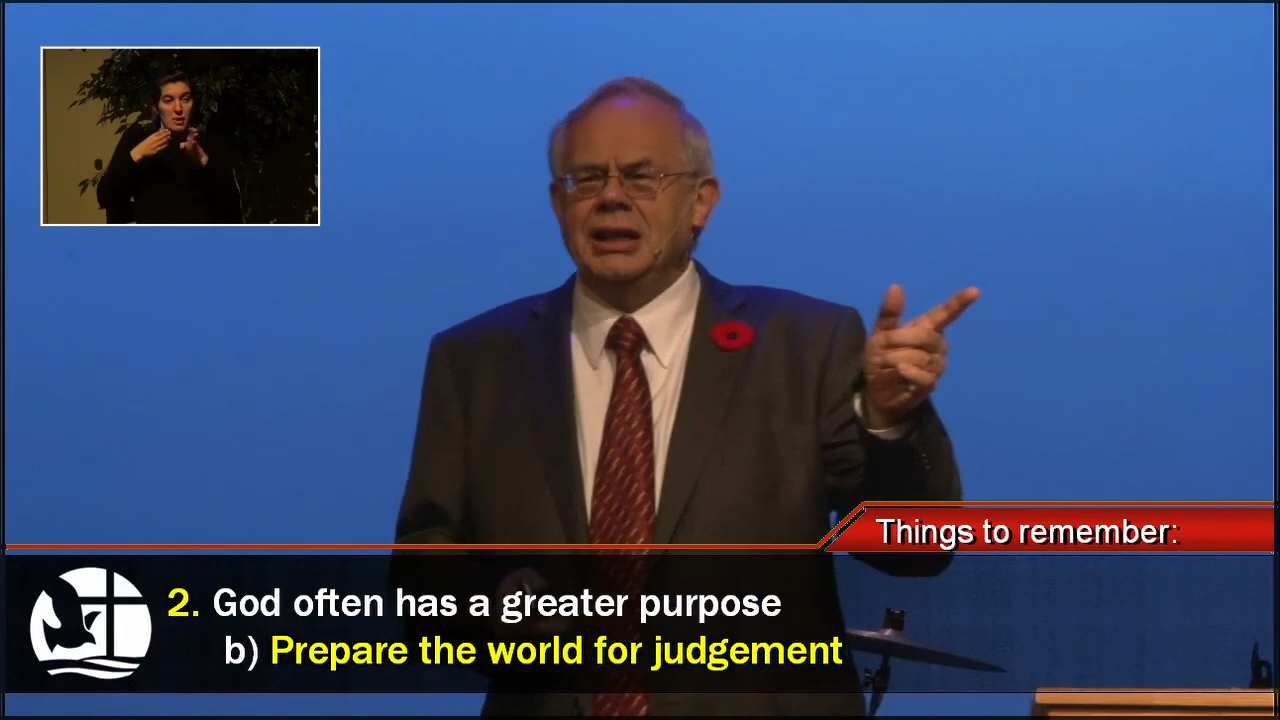 Things to remember:
2. God often has a greater purpose
b) Prepare the world for judgement